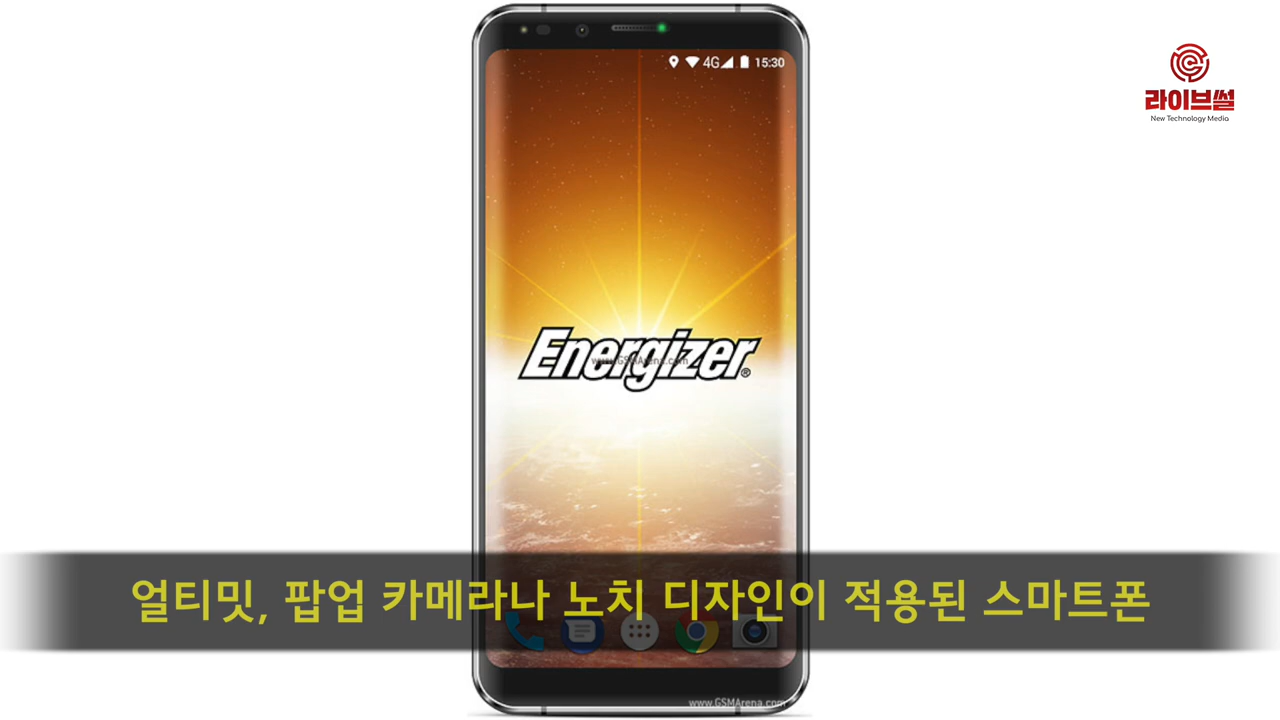 4G 15:30
라이브썰
New Technology Media
Energizer®
www.GSMArena.com
얼티밋, 팝업 카메라나 노치 디자인이 적용된 스마트폰
www.GSMArena.com